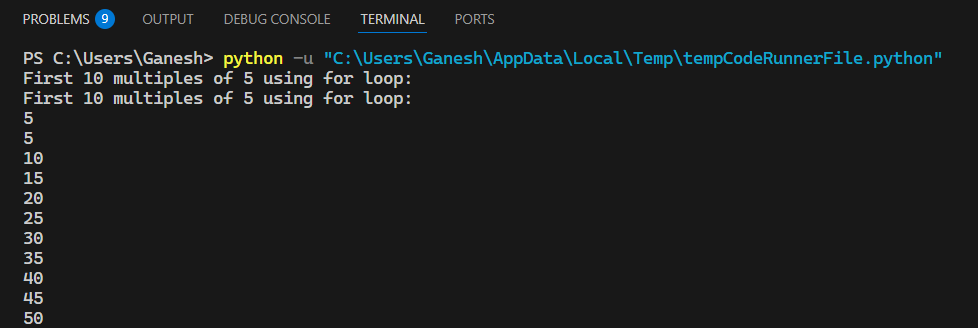 PROBLEMS 9 OUTPUT DEBUG CONSOLE TERMINAL PORTS
PS C:\Users\Ganesh> python -u "C:\Users\Ganesh\AppData\Local\Temp\tempCodeRunnerFile.python"
First 10 multiples of 5 using for loop:
First 10 multiples of 5 using for loop:
5
5
10
15
20
25
30
35
40
45
50